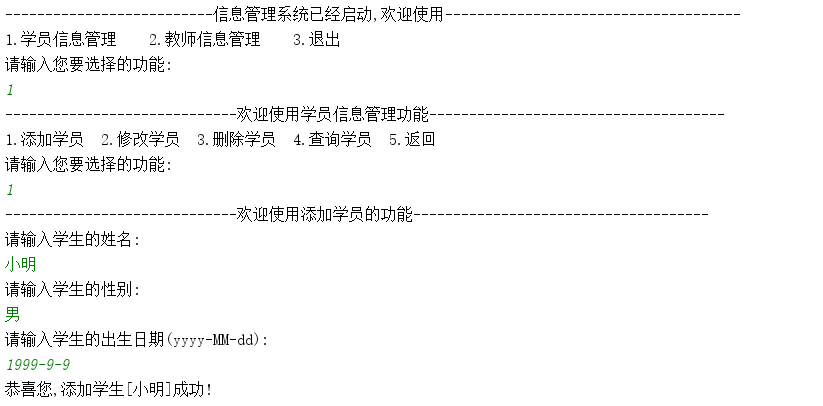 --------------------------信息管理系统已经启动,欢迎使用-------------------------------------
1.学员信息管理    2.教师信息管理    3.退出
请输入您要选择的功能:
1
-----------------------------欢迎使用学员信息管理功能-------------------------------------
1.添加学员  2.修改学员  3.删除学员  4.查询学员  5.返回
请输入您要选择的功能:
1
-----------------------------欢迎使用添加学员的功能-------------------------------------
请输入学生的姓名:
小明
请输入学生的性别:
男
请输入学生的出生日期(yyyy-MM-dd):
1999-9-9
恭喜您,添加学生[小明]成功!